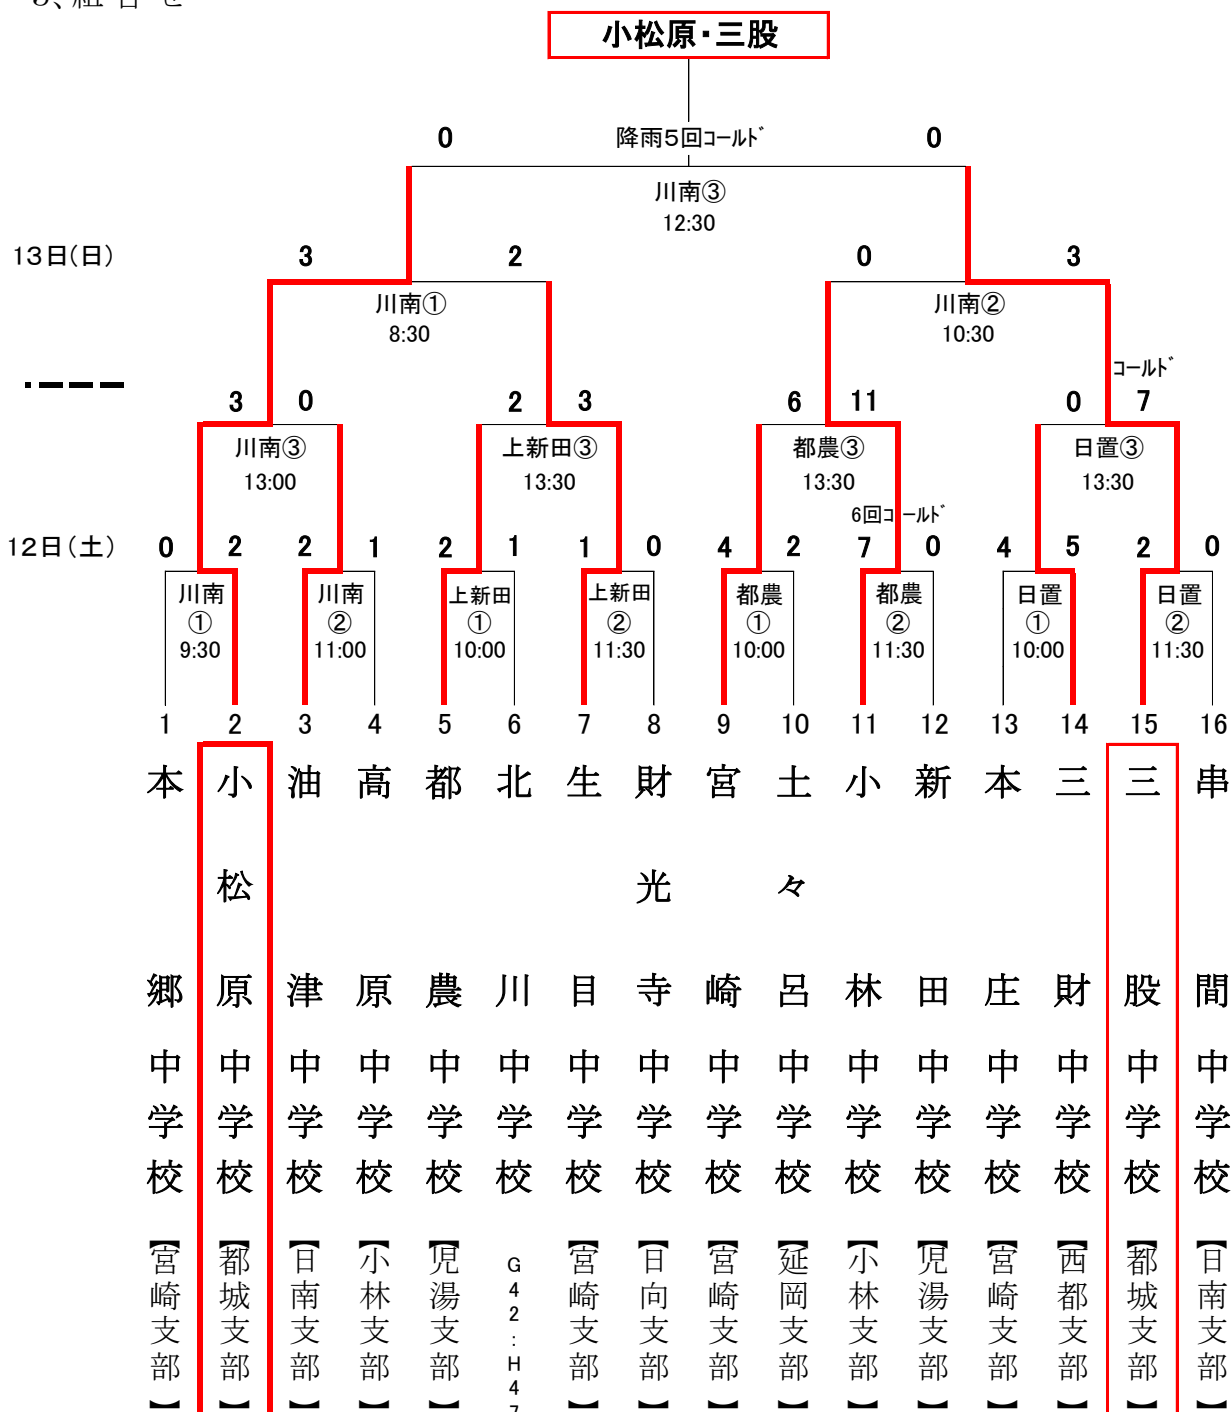 小松原・三股
0 降雨5回コールド 0
川南③
12:30
13日(日) 3 2 0 3
川南① 川南②
8:30 10:30
コールド
3 0 2 3 6 11 0 7
川南③ 上新田③ 都農③ 日置③
13:00 13:30 13:30 13:30
6回コールド
12日(土) 0 2 2 1 2 1 1 0 4 2 7 0 4 5 2 0
川南 川南 上新田 上新田 都農 都農 日置 日置
① ② ① ② ① ② ① ②
9:30 11:00 10:00 11:30 10:00 11:30 10:00 11:30
1 2 3 4 5 6 7 8 9 10 11 12 13 14 15 16
本郷中学校【宮崎支部】
小松原中学校【都城支部】
油津中学校【日南支部】
高原中学校【小林支部】
都農中学校【児湯支部】
北川中学校 G42:H47
生目中学校【宮崎支部】
財光寺中学校【日向支部】
宮崎中学校【宮崎支部】
土々呂中学校【延岡支部】
小林中学校【小林支部】
新田中学校【児湯支部】
本庄中学校【宮崎支部】
三財中学校【西都支部】
三股中学校【都城支部】
串間中学校【日南支部】